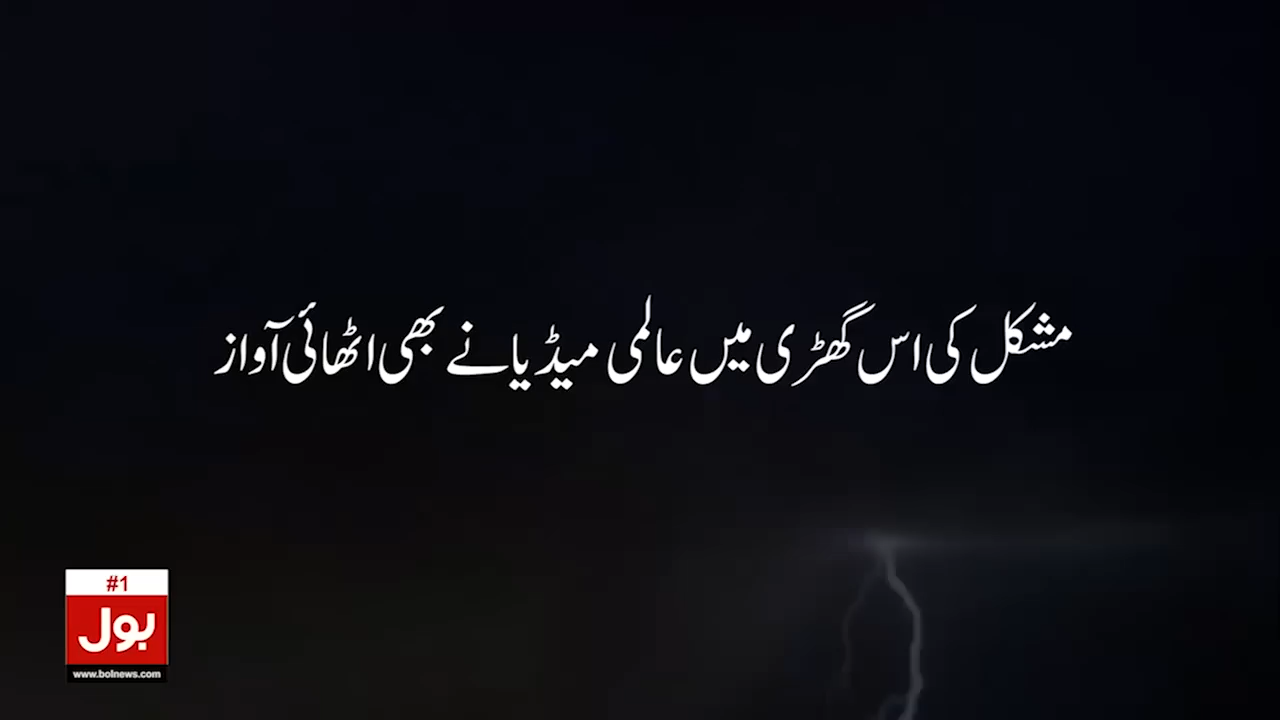 مشکل کی اس گھڑی میں عالمی میڈیا نے بھی اٹھائی آواز
#1
بول
www.bolnews.com